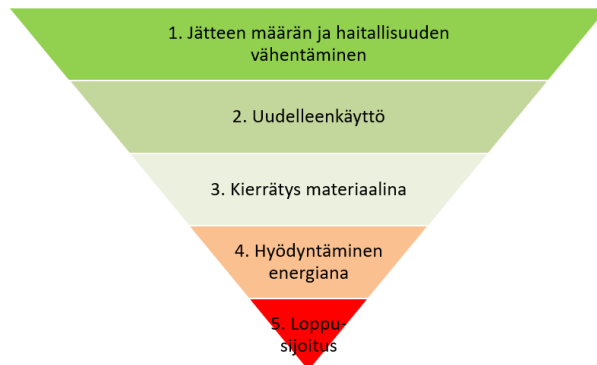 1. Jätteen määrän ja haitallisuuden
vähentäminen
2. Uudelleenkäyttö
3. Kierrätys materiaalina
4. Hyödyntäminen
energiana
5. Loppu-
sijoitus